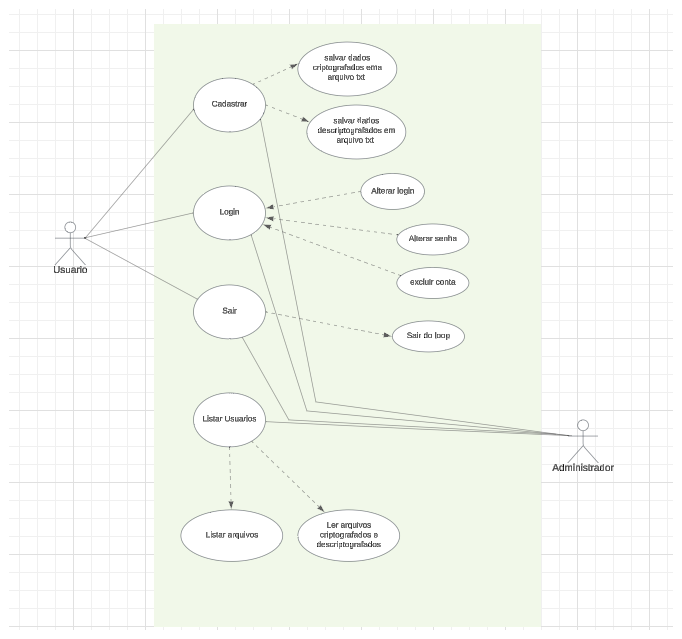 salvar dados
criptografados ema
arquivo txt
Cadastrar
salvar dados
descriptografados em
arquivo txt
Alterar login
Login
Alterar senha
Usuario
excluir conta
Sair
Sair do loop
Listar Usuarios
Administrador
Listar arquivos
Ler arquivos
criptografados e
descriptografados